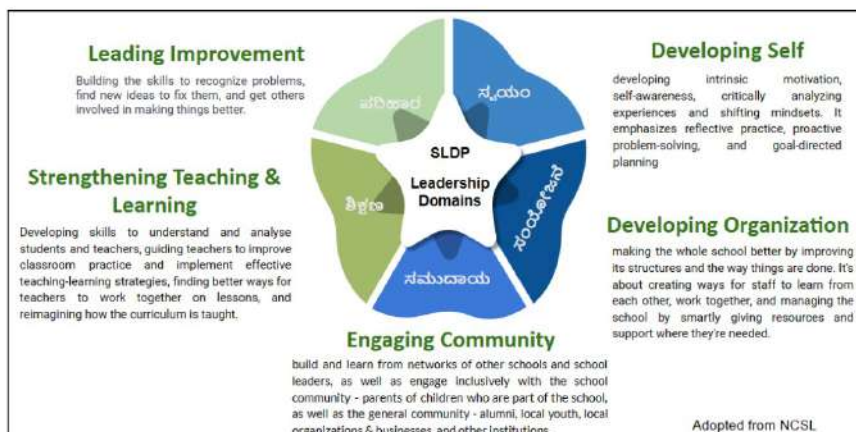 Leading Improvement
Building the skills to recognize problems,
find new ideas to fix them, and get others
involved in making things better.
Strengthening Teaching &
Learning
Developing skills to understand and analyse
students and teachers, guiding teachers to improve
classroom practice and implement effective
teaching-learning strategies, finding better ways for
teachers to work together on lessons, and
reimagining how the curriculum is taught.
ಪರಿಹಾರ
ಸ್ವಯಂ
ಶಿಕ್ಷಣ
SLDP
Leadership
Domains
ಸಂಯೋಜನೆ
ಸಮುದಾಯ
Developing Self
developing intrinsic motivation,
self-awareness, critically analyzing
experiences and shifting mindsets. It
emphasizes reflective practice, proactive
problem-solving, and goal-directed
planning
Developing Organization
making the whole school better by improving
its structures and the way things are done. It's
about creating ways for staff to learn from
each other, work together, and managing the
school by smartly giving resources and
support where they're needed.
Engaging Community
build and learn from networks of other schools and school
leaders, as well as engage inclusively with the school
community - parents of children who are part of the school,
as well as the general community - alumni, local youth, local
organizations & businesses, and other institutions
Adopted from NCSL